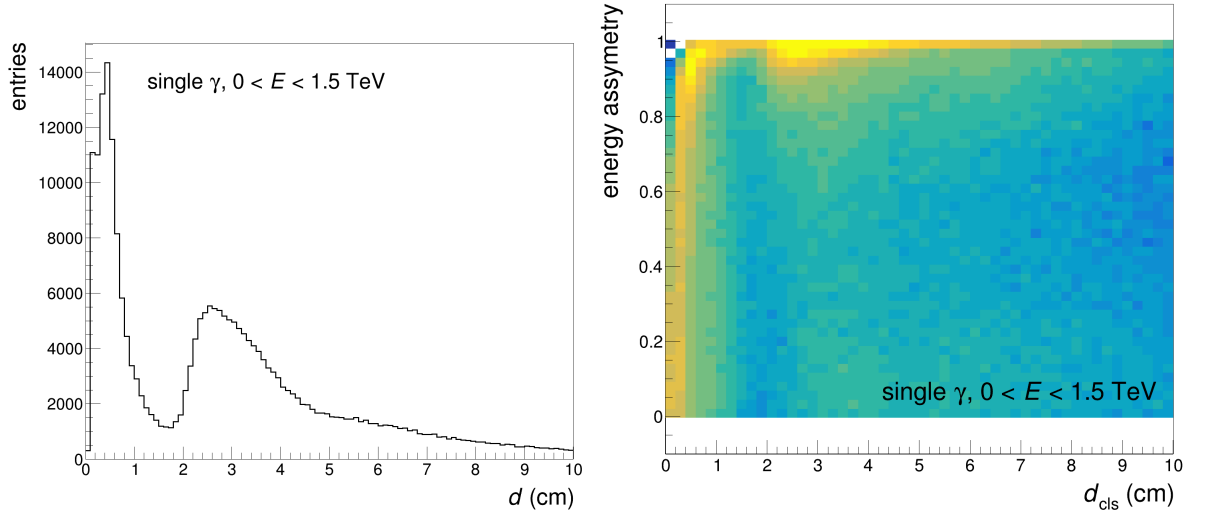 entries
14000
12000
10000
8000
6000
4000
2000
0
single γ, 0 < E < 1.5 TeV
0 1 2 3 4 5 6 7 8 9 10
d (cm)
energy assymetry
1
0.8
0.6
0.4
0.2
0
single γ, 0 < E < 1.5 TeV
0 1 2 3 4 5 6 7 8 9 10
d_cls (cm)